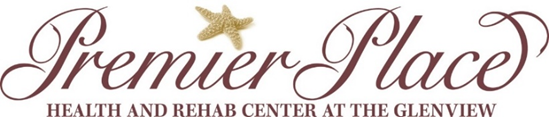 Premier Place
HEALTH AND REHAB CENTER AT THE GLENVIEW